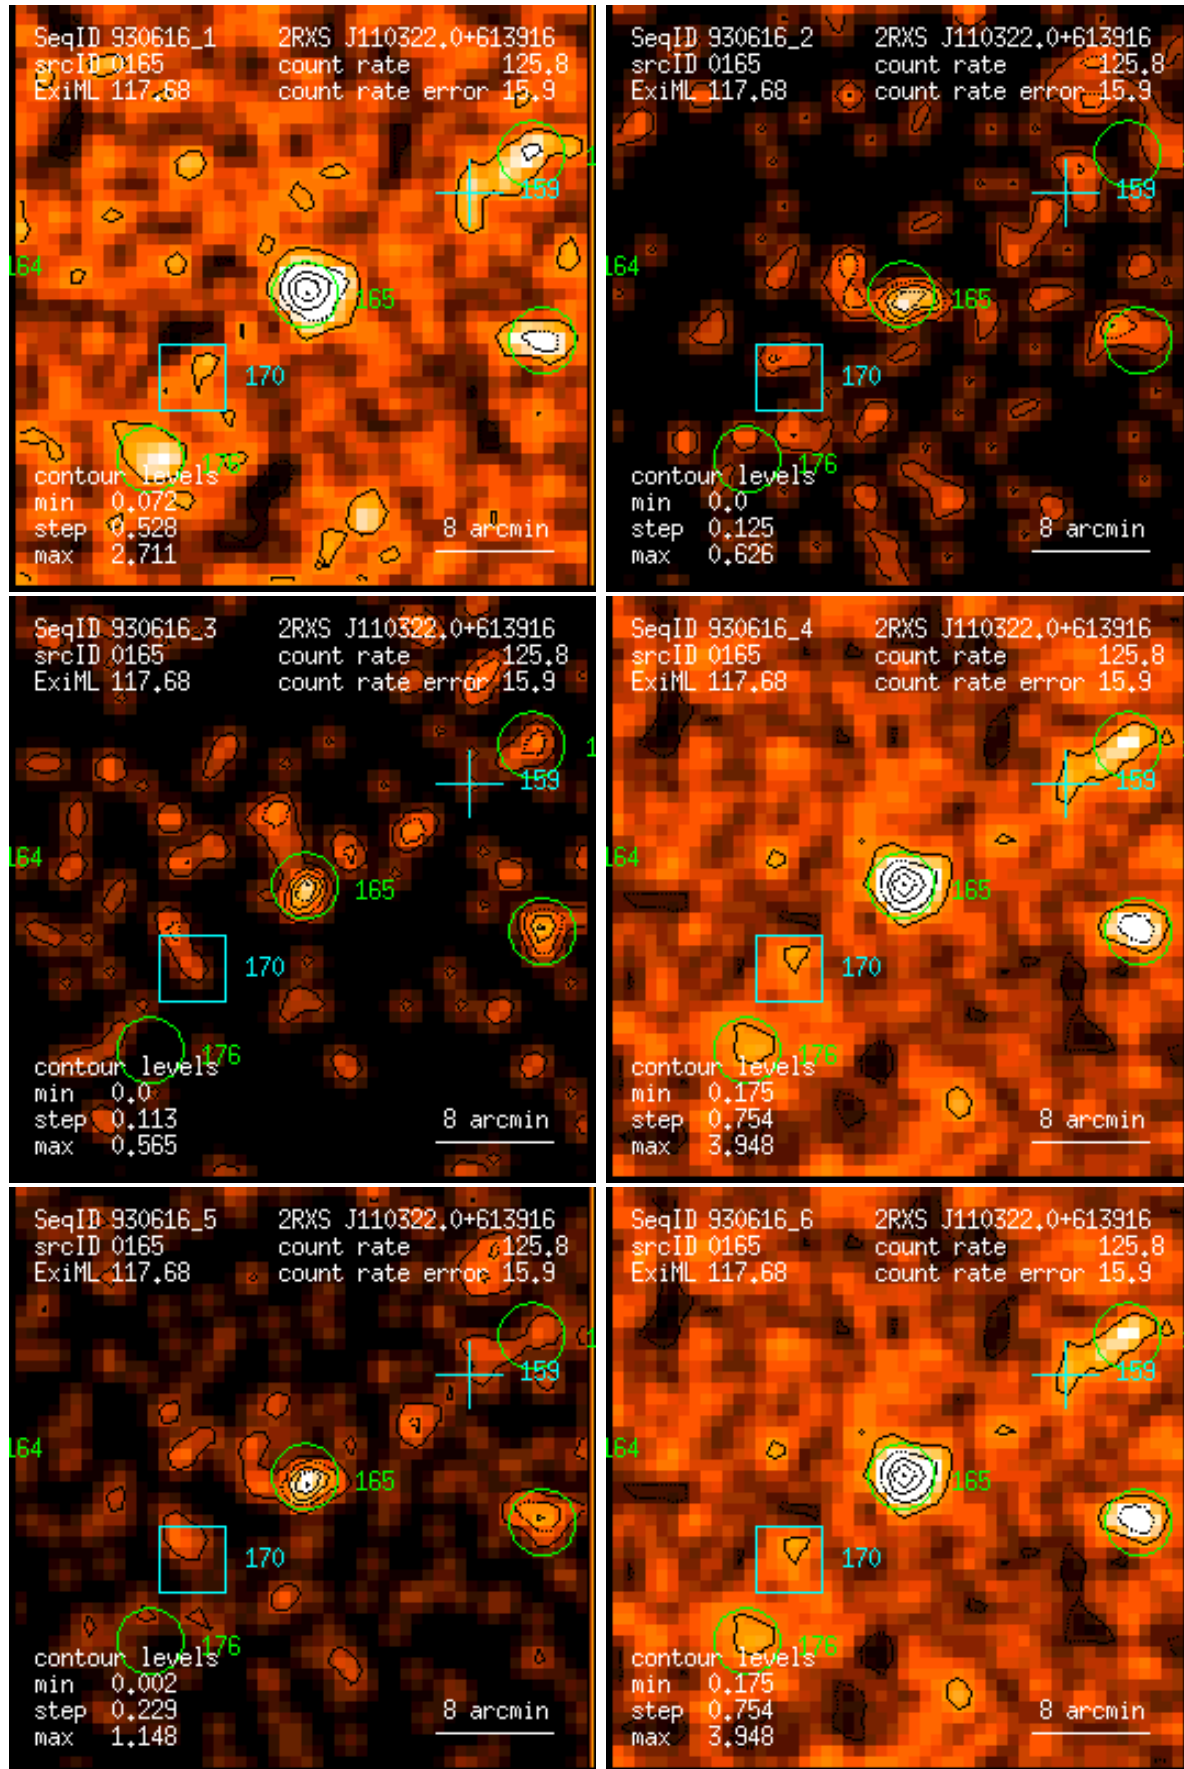 SeqID 930616_1 2RXS J110322.0+613916
srcID 0165 count rate 125.8
ExiML 117.68 count rate error 15.9
1
159
164
165
170
176
contour levels
min 0.072
step 0.528 8 arcmin
max 2.711
SeqID 930616_2 2RXS J110322.0+613916
srcID 0165 count rate 125.8
ExiML 117.68 count rate error 15.9
159
164
165
170
176
contour levels
min 0.0
step 0.125 8 arcmin
max 0.626
SeqID 930616_3 2RXS J110322.0+613916
srcID 0165 count rate 125.8
ExiML 117.68 count rate error 15.9
1
159
164
165
170
176
contour levels
min 0.0
step 0.113 8 arcmin
max 0.565
SeqID 930616_4 2RXS J110322.0+613916
srcID 0165 count rate 125.8
ExiML 117.68 count rate error 15.9
159
164
165
170
176
contour levels
min 0.175
step 0.754 8 arcmin
max 3.948
SeqID 930616_5 2RXS J110322.0+613916
srcID 0165 count rate 125.8
ExiML 117.68 count rate error 15.9
1
159
164
165
170
176
contour levels
min 0.002
step 0.229 8 arcmin
max 1.148
SeqID 930616_6 2RXS J110322.0+613916
srcID 0165 count rate 125.8
ExiML 117.68 count rate error 15.9
159
164
165
170
176
contour levels
min 0.175
step 0.754 8 arcmin
max 3.948